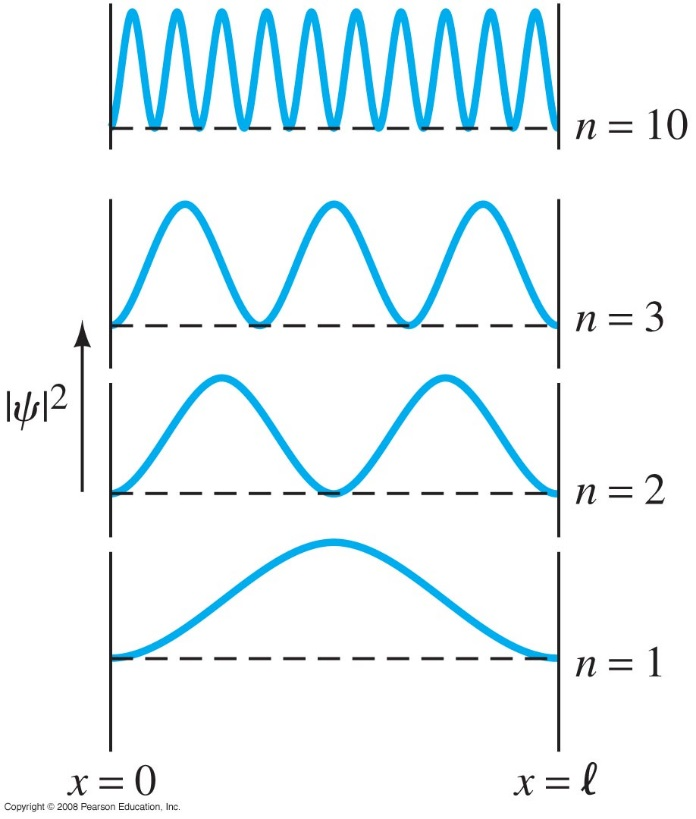 n = 10
n = 3
|ψ|²
n = 2
n = 1
x = 0
x = ℓ
Copyright © 2008 Pearson Education, Inc.